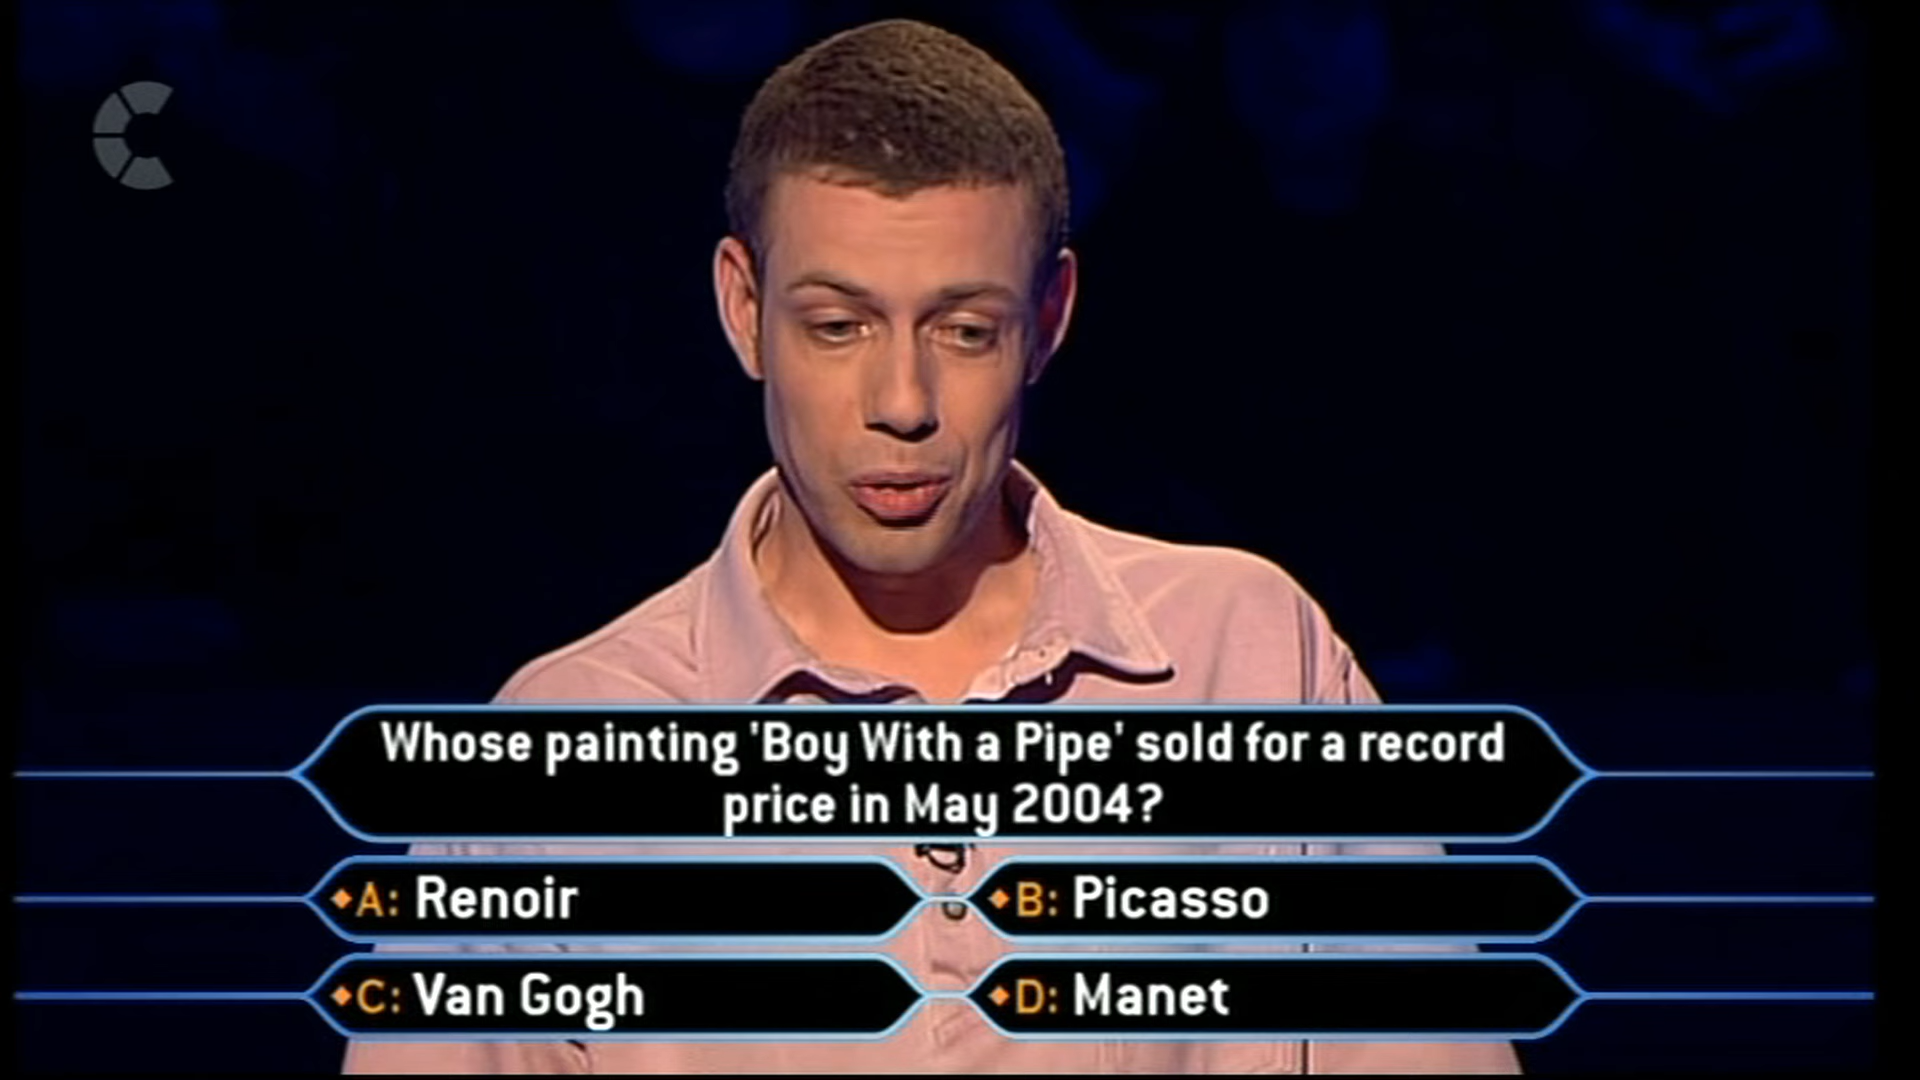 Whose painting 'Boy With a Pipe' sold for a record
price in May 2004?
A: Renoir
B: Picasso
C: Van Gogh
D: Manet